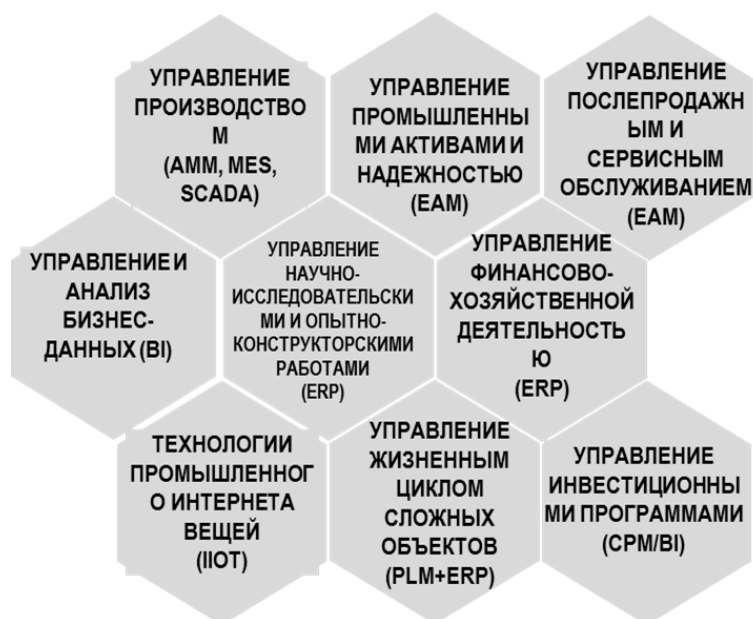 УПРАВЛЕНИЕ
ПРОИЗВОДСТВО
М
(AMM, MES,
SCADA)
УПРАВЛЕНИЕ
ПРОМЫШЛЕННЫ
МИ АКТИВАМИ И
НАДЕЖНОСТЬЮ
(EAM)
УПРАВЛЕНИЕ
ПОСЛЕПРОДАЖН
ЫМ И
СЕРВИСНЫМ
ОБСЛУЖИВАНИЕМ
(EAM)
УПРАВЛЕНИЕ И
АНАЛИЗ
БИЗНЕС-
ДАННЫХ (BI)
УПРАВЛЕНИЕ
НАУЧНО-
ИССЛЕДОВАТЕЛЬСКИ
МИ И ОПЫТНО-
КОНСТРУКТОРСКИМИ
РАБОТАМИ
(ERP)
УПРАВЛЕНИЕ
ФИНАНСОВО-
ХОЗЯЙСТВЕННОЙ
ДЕЯТЕЛЬНОСТЬ
Ю
(ERP)
ТЕХНОЛОГИИ
ПРОМЫШЛЕННОГ
О ИНТЕРНЕТА
ВЕЩЕЙ
(IIOT)
УПРАВЛЕНИЕ
ЖИЗНЕННЫМ
ЦИКЛОМ
СЛОЖНЫХ
ОБЪЕКТОВ
(PLM+ERP)
УПРАВЛЕНИЕ
ИНВЕСТИЦИОННЫ
МИ ПРОГРАММАМИ
(CPM/BI)